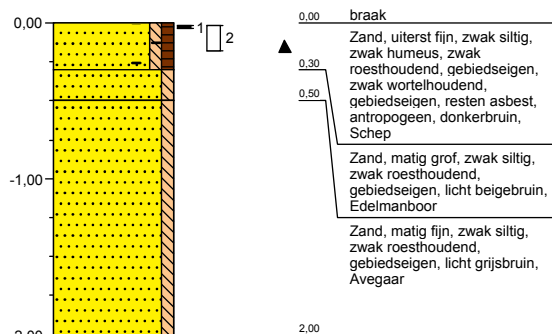 0,00
-1,00
-2,00
1
2
0,00
braak
Zand, uiterst fijn, zwak siltig,
zwak humeus, zwak
roesthoudend, gebiedseigen,
zwak wortelhoudend,
gebiedseigen, resten asbest,
antropogeen, donkerbruin,
Schep
0,30
Zand, matig grof, zwak siltig,
zwak roesthoudend,
gebiedseigen, licht beigebruin,
Edelmanboor
0,50
Zand, matig fijn, zwak siltig,
zwak roesthoudend,
gebiedseigen, licht grijsbruin,
Avegaar
2,00